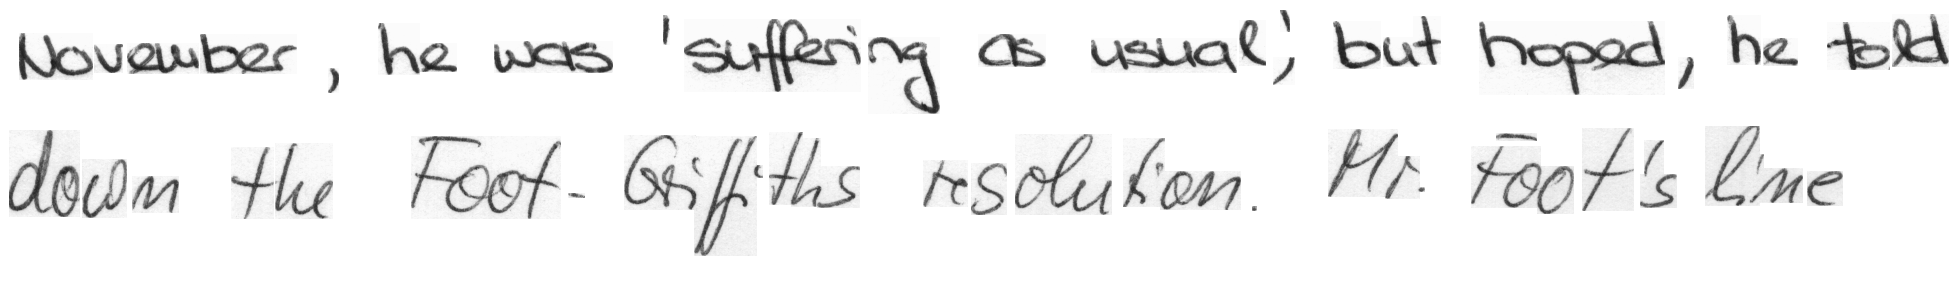 November, he was 'suffering as usual,' but hoped, he told
down the Foot-Griffiths resolution. Mr. Foot's line